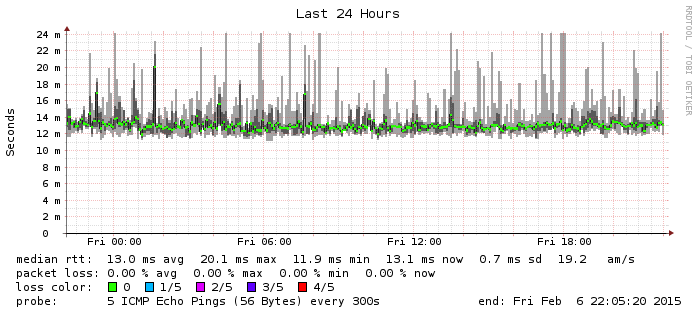 Last 24 Hours
RRDTOOL / TOBI OETIKER
Seconds
24 m
22 m
20 m
18 m
16 m
14 m
12 m
10 m
8 m
6 m
4 m
2 m
0
Fri 00:00 Fri 06:00 Fri 12:00 Fri 18:00
median rtt: 13.0 ms avg 20.1 ms max 11.9 ms min 13.1 ms now 0.7 ms sd 19.2 am/s
packet loss: 0.00 % avg 0.00 % max 0.00 % min 0.00 % now
loss color: 0 1/5 2/5 3/5 4/5
probe: 5 ICMP Echo Pings (56 Bytes) every 300s end: Fri Feb 6 22:05:20 2015